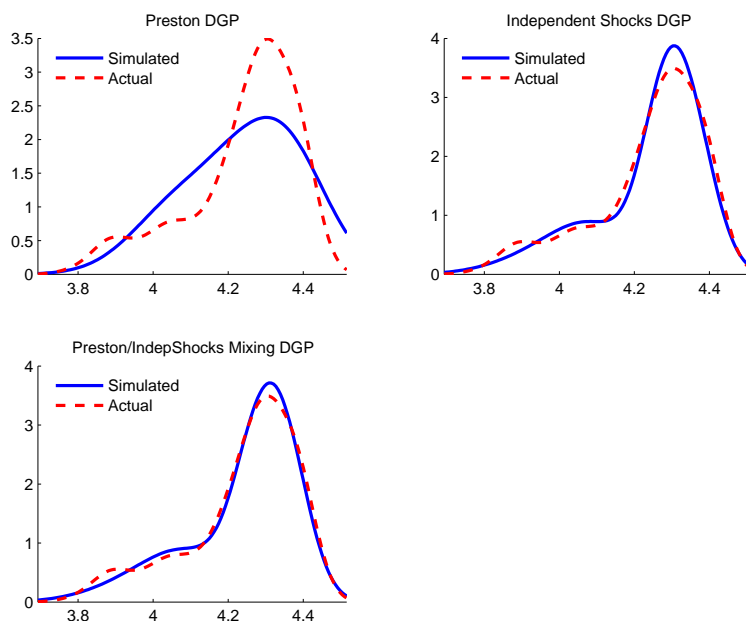 Preston DGP
3.5
3
2.5
2
1.5
1
0.5
0
Simulated
Actual
3.8 4 4.2 4.4
Independent Shocks DGP
4
3
2
1
0
Simulated
Actual
3.8 4 4.2 4.4
Preston/IndepShocks Mixing DGP
4
3
2
1
0
Simulated
Actual
3.8 4 4.2 4.4